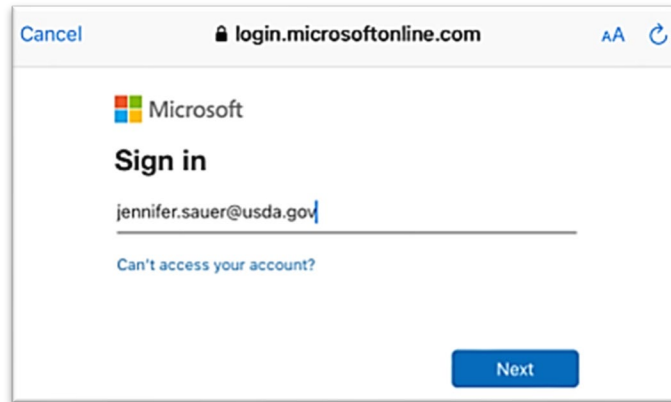 Cancel login.microsoftonline.com AA
Microsoft
Sign in
jennifer.sauer@usda.gov
Can't access your account?
Next